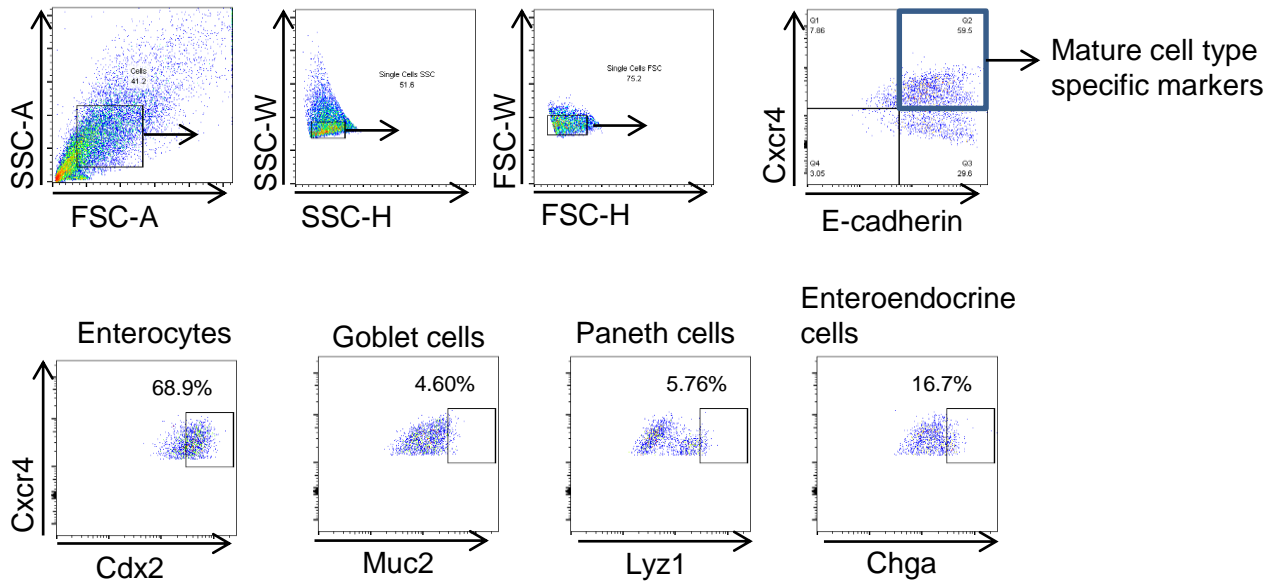 Cells
41.2
SSC-A
FSC-A
Single Cells SSC
51.6
SSC-W
SSC-H
Single Cells FSC
75.2
FSC-W
FSC-H
Q1
7.86
Q2
59.5
Q4
3.05
Q3
29.6
Cxcr4
E-cadherin
Mature cell type
specific markers
Enterocytes
68.9%
Cxcr4
Cdx2
Goblet cells
4.60%
Muc2
Paneth cells
5.76%
Lyz1
Enteroendocrine
cells
16.7%
Chga